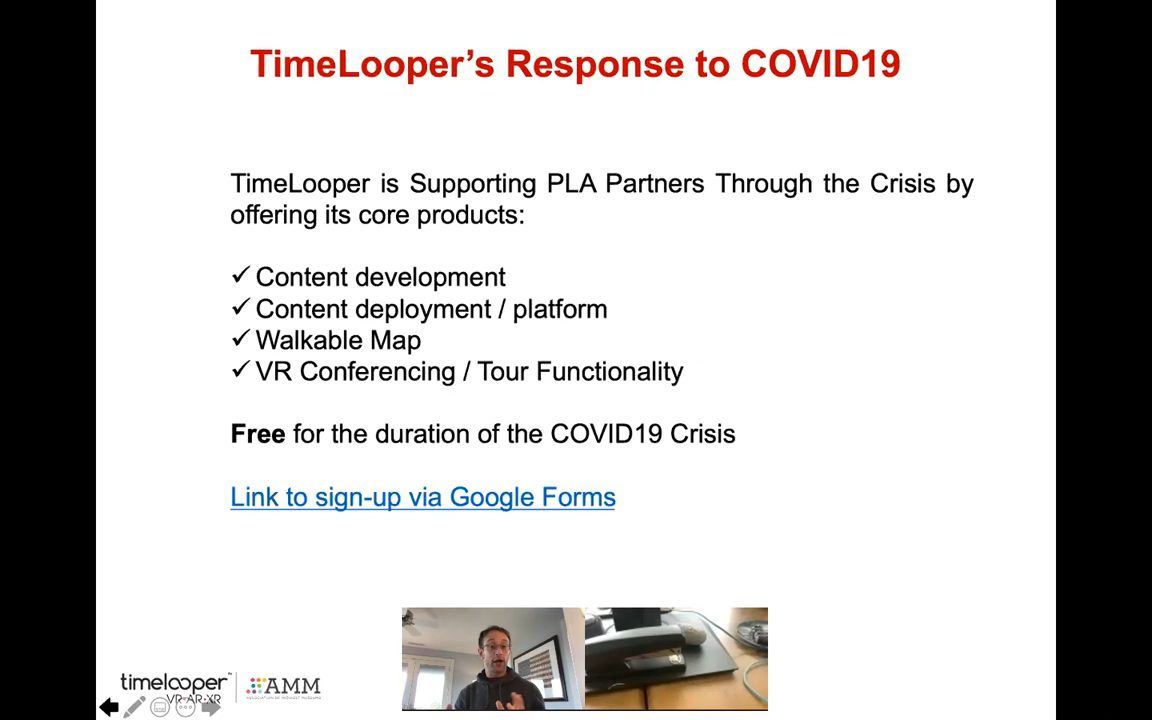 TimeLooper’s Response to COVID19
TimeLooper is Supporting PLA Partners Through the Crisis by
offering its core products:
✓ Content development
✓ Content deployment / platform
✓ Walkable Map
✓ VR Conferencing / Tour Functionality
Free for the duration of the COVID19 Crisis
Link to sign-up via Google Forms
timelooper™
VR·AR·XR
AMM
ASSOCIATION OF MIDWEST MUSEUMS